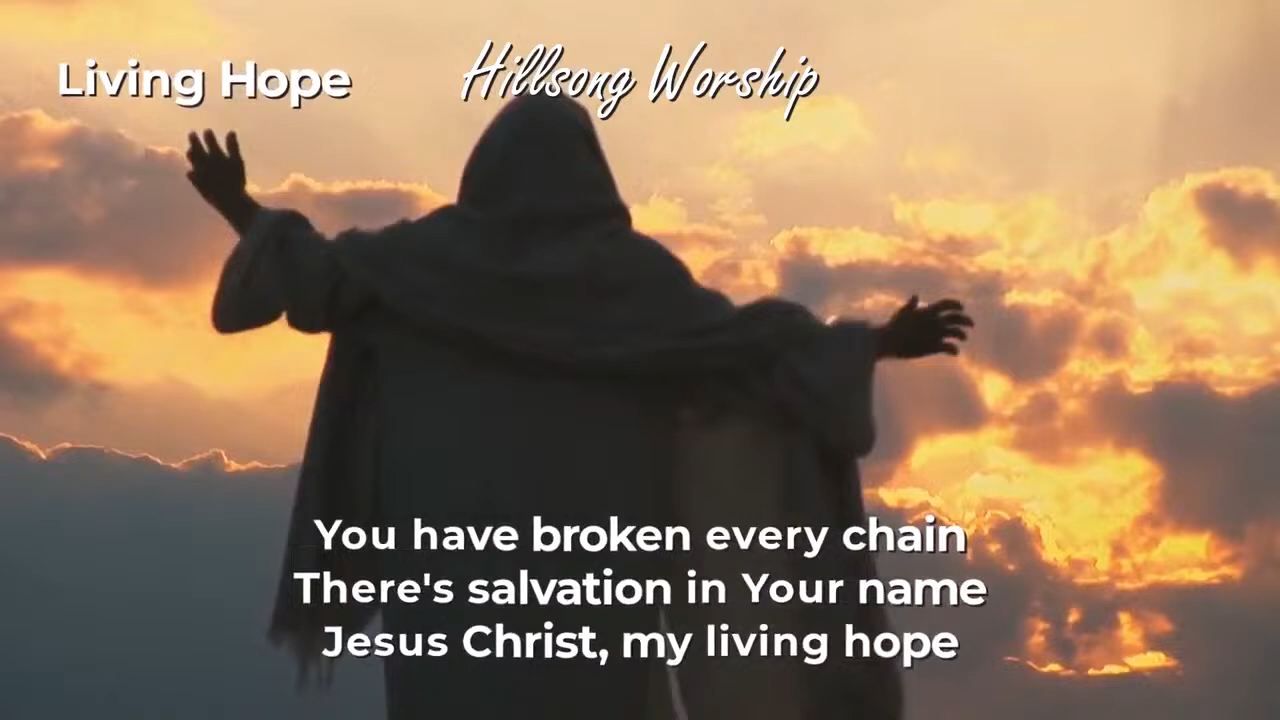 Living Hope
Hillsong Worship
You have broken every chain
There's salvation in Your name
Jesus Christ, my living hope